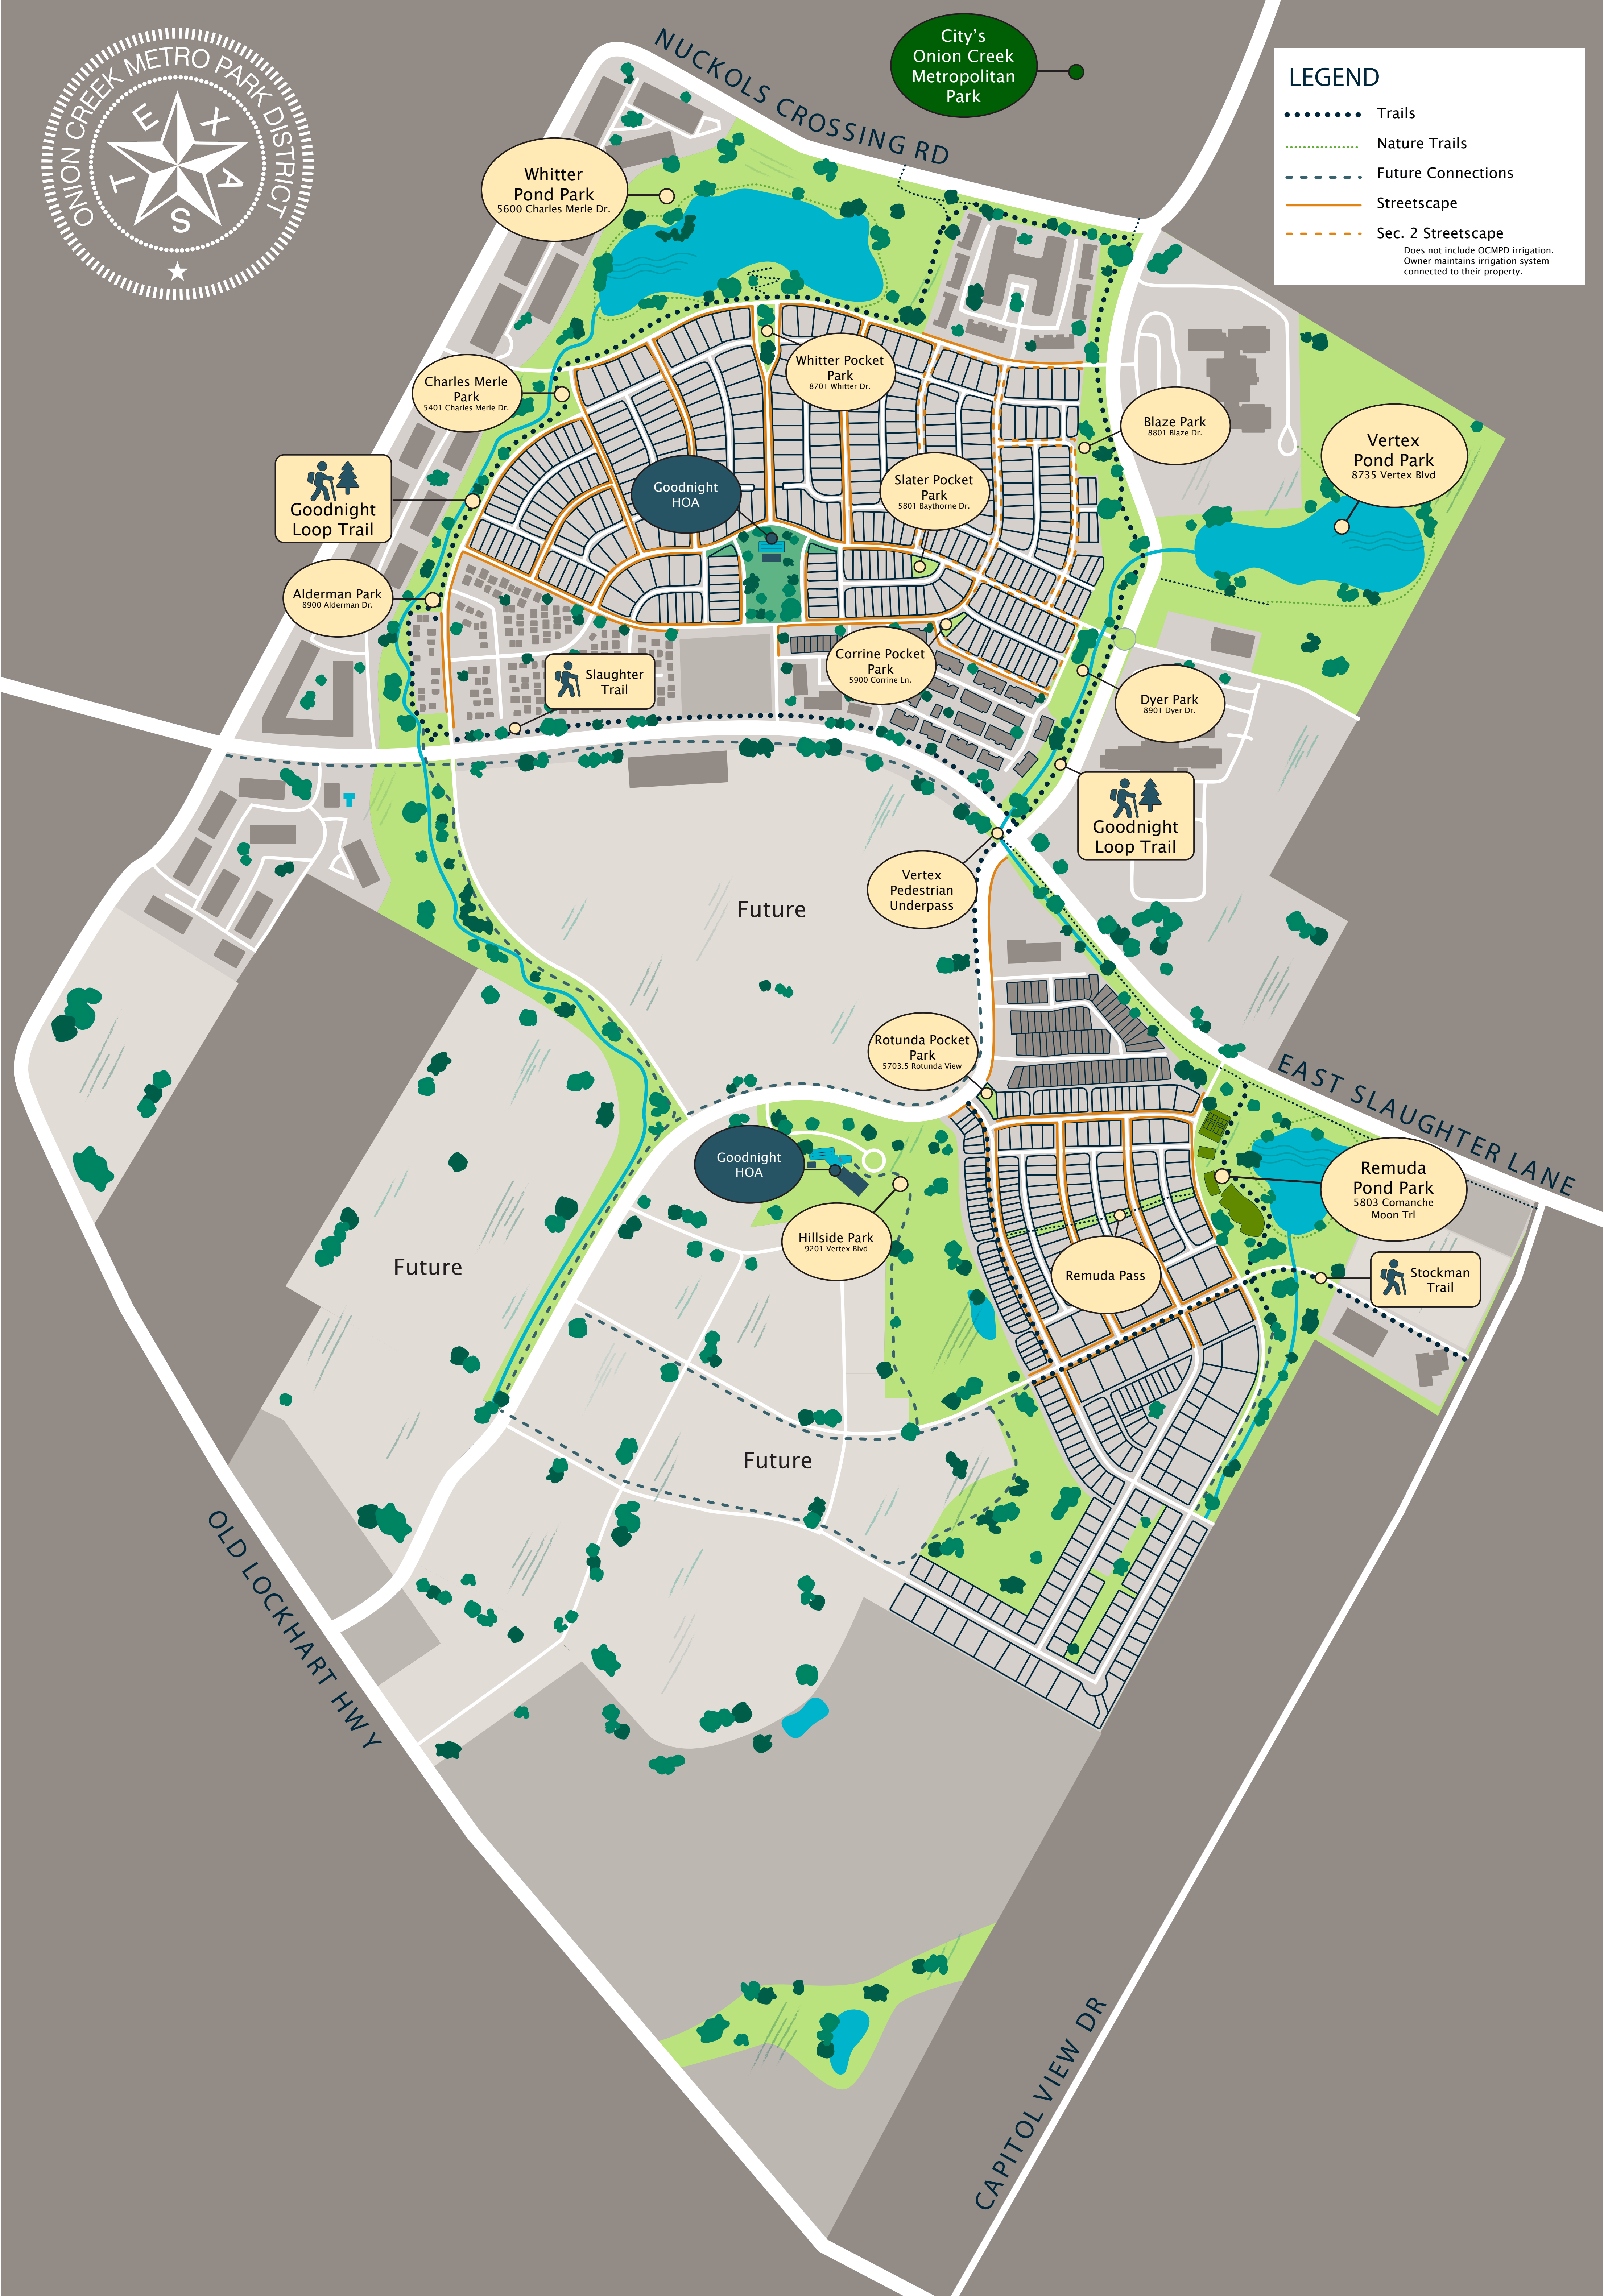 ONION CREEK METRO PARK DISTRICT
TEXAS
NUCKOLS CROSSING RD
City's
Onion Creek
Metropolitan
Park
LEGEND
Trails
Nature Trails
Future Connections
Streetscape
Sec. 2 Streetscape
Does not include OCMPD irrigation.
Owner maintains irrigation system
connected to their property.
Whitter
Pond Park
5600 Charles Merle Dr.
Whitter Pocket
Park
8701 Whitter Dr.
Charles Merle
Park
5401 Charles Merle Dr.
Blaze Park
8801 Blaze Dr.
Vertex
Pond Park
8735 Vertex Blvd
Goodnight
Loop Trail
Goodnight
HOA
Slater Pocket
Park
5801 Baythorne Dr.
Alderman Park
8900 Alderman Dr.
Slaughter
Trail
Corrine Pocket
Park
5900 Corrine Ln.
Dyer Park
8901 Dyer Dr.
Goodnight
Loop Trail
Vertex
Pedestrian
Underpass
Future
Rotunda Pocket
Park
5703.5 Rotunda View
EAST SLAUGHTER LANE
Goodnight
HOA
Remuda
Pond Park
5803 Comanche
Moon Trl
Hillside Park
9201 Vertex Blvd
Remuda Pass
Stockman
Trail
Future
Future
OLD LOCKHART HWY
CAPITOL VIEW DR